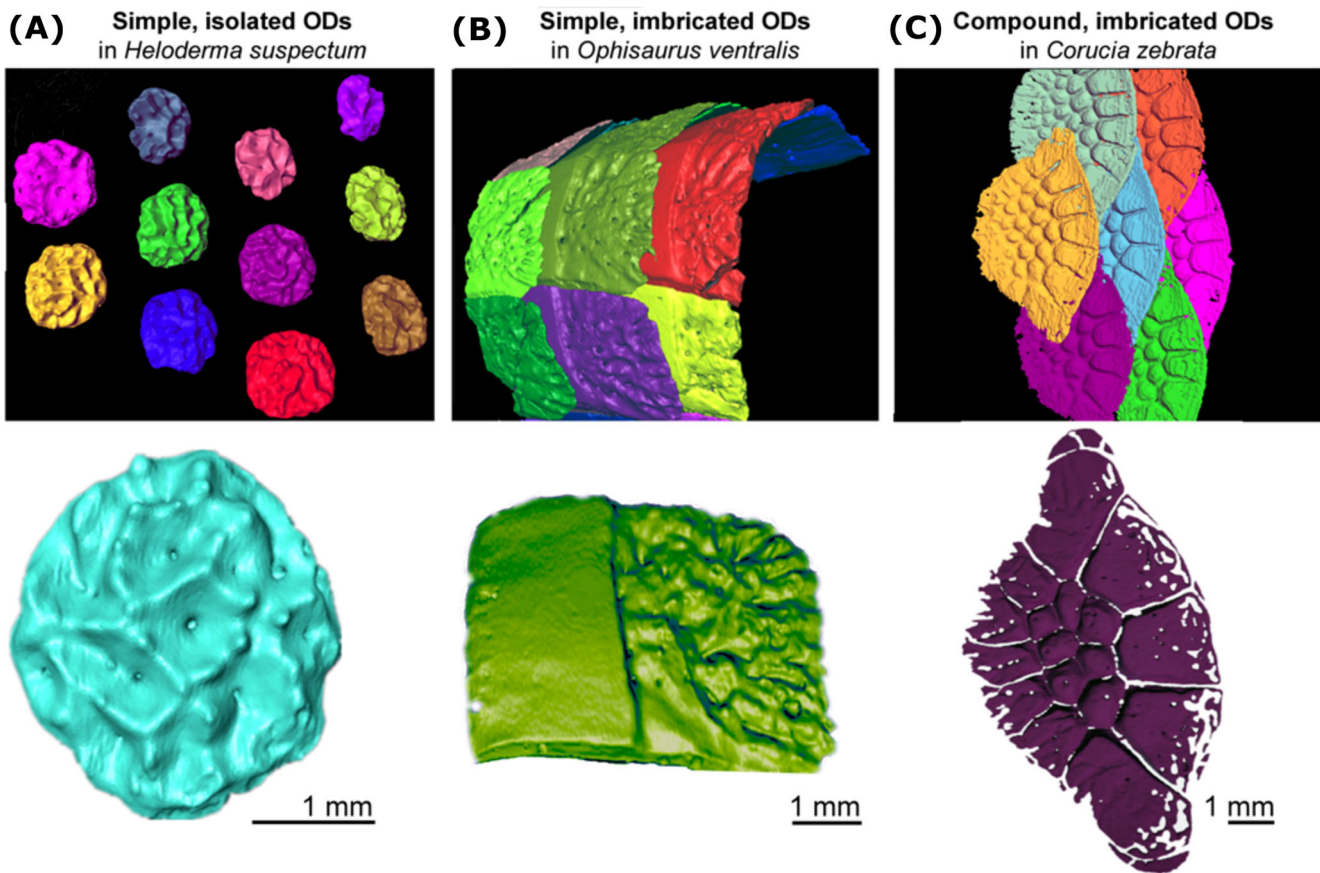 (A)
Simple, isolated ODs
in Heloderma suspectum
(B)
Simple, imbricated ODs
in Ophisaurus ventralis
(C)
Compound, imbricated ODs
in Corucia zebrata
1 mm
1 mm
1 mm